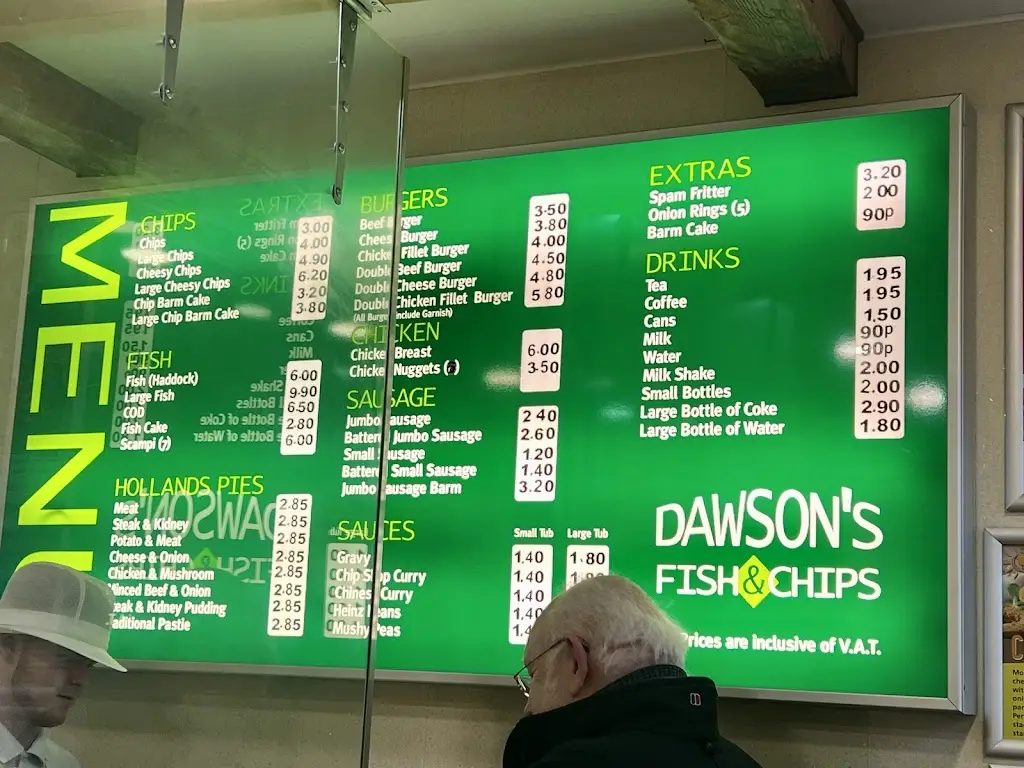 MENU
CHIPS
Chips 3.00
Large Chips 4.00
Cheesy Chips 4.90
Large Cheesy Chips 6.20
Chip Barm Cake 3.20
Large Chip Barm Cake 3.80
FISH
Fish (Haddock) 6.00
Large Fish 9.90
COD 6.50
Fish Cake 2.80
Scampi (7) 6.00
HOLLANDS PIES
Meat 2.85
Steak & Kidney 2.85
Potato & Meat 2.85
Cheese & Onion 2.85
Chicken & Mushroom 2.85
Minced Beef & Onion 2.85
Steak & Kidney Pudding 2.85
Traditional Pastie 2.85
BURGERS
Beef Burger 3.50
Cheese Burger 3.80
Chicken Fillet Burger 4.00
Double Beef Burger 4.50
Double Cheese Burger 4.80
Double Chicken Fillet Burger 5.80
(All Burgers Include Garnish)
CHICKEN
Chicken Breast 6.00
Chicken Nuggets 3.50
SAUSAGE
Jumbo Sausage 2.40
Battered Jumbo Sausage 2.60
Small Sausage 1.20
Battered Small Sausage 1.40
Jumbo Sausage Barm 3.20
SAUCES Small Tub Large Tub
Gravy 1.40 1.80
Chip Shop Curry 1.40
Chinese Curry 1.40
Heinz Beans 1.40
Mushy Peas
EXTRAS
Spam Fritter 3.20
Onion Rings (5) 2.00
Barm Cake 90p
DRINKS
Tea 1.95
Coffee 1.95
Cans 1.50
Milk 90p
Water 90p
Milk Shake 2.00
Small Bottles 2.00
Large Bottle of Coke 2.90
Large Bottle of Water 1.80
DAWSON'S
FISH & CHIPS
Prices are inclusive of V.A.T.